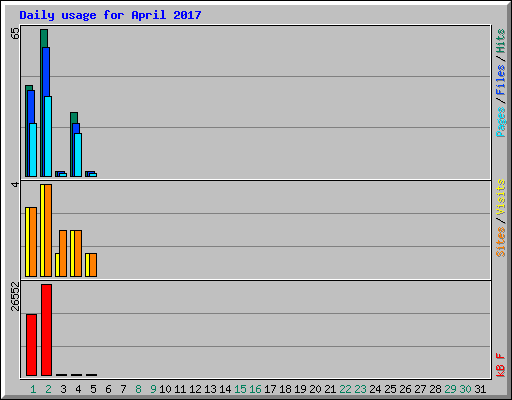 Daily usage for April 2017
65
Pages / Files / Hits
4
Sites / Visits
26552
kB F
1 2 3 4 5 6 7 8 9 10 11 12 13 14 15 16 17 18 19 20 21 22 23 24 25 26 27 28 29 30 31